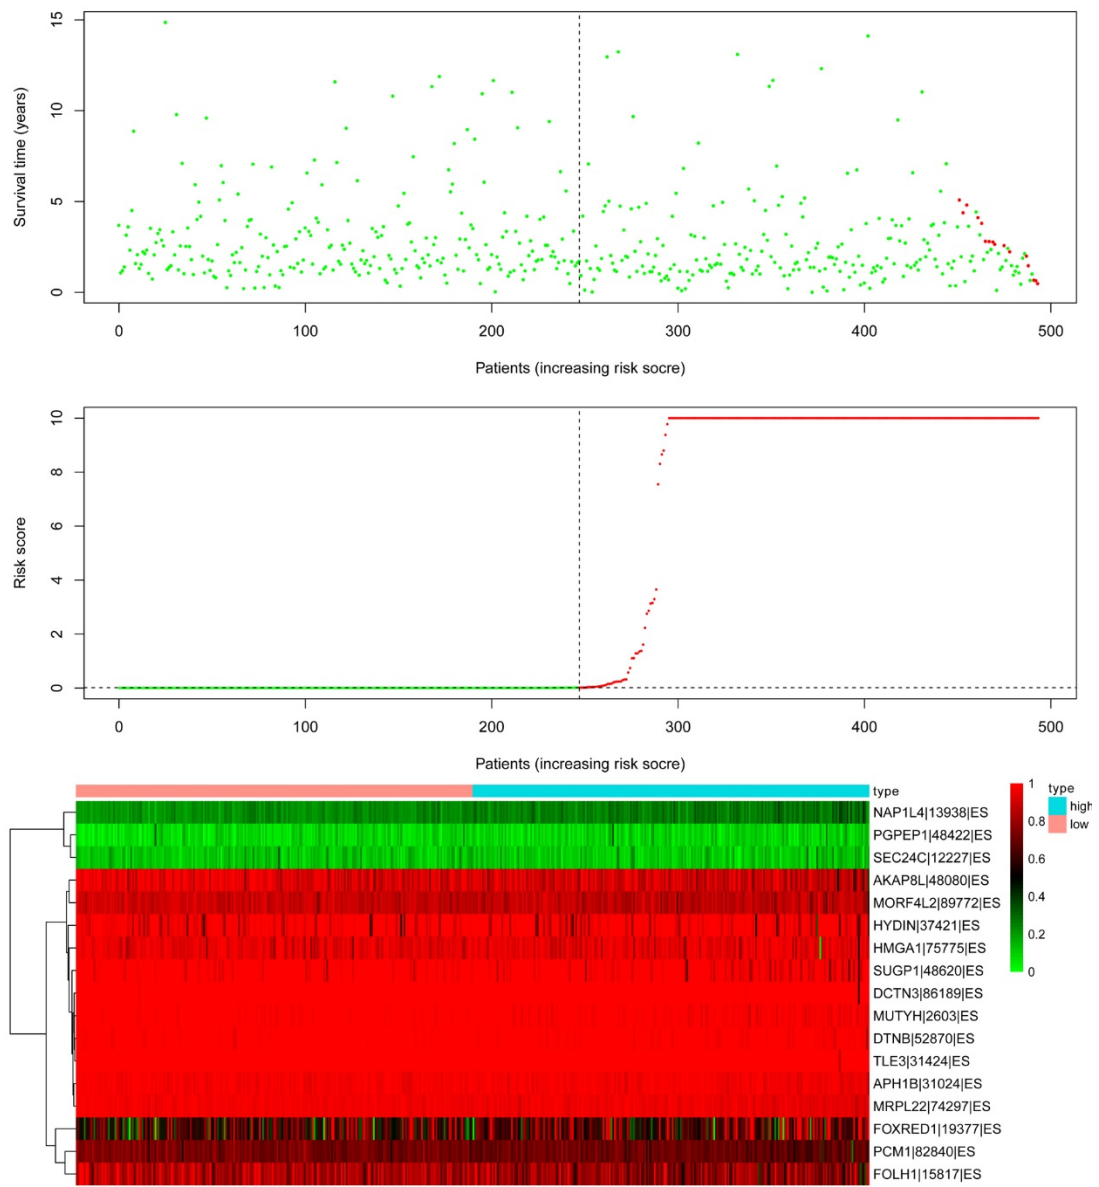 Survival time (years)
15
10
5
0
0 100 200 300 400 500
Patients (increasing risk socre)
Risk score
10
8
6
4
2
0
0 100 200 300 400 500
Patients (increasing risk socre)
type
NAP1L4|13938|ES
PGPEP1|48422|ES
SEC24C|12227|ES
AKAP8L|48080|ES
MORF4L2|89772|ES
HYDIN|37421|ES
HMGA1|75775|ES
SUGP1|48620|ES
DCTN3|86189|ES
MUTYH|2603|ES
DTNB|52870|ES
TLE3|31424|ES
APH1B|31024|ES
MRPL22|74297|ES
FOXRED1|19377|ES
PCM1|82840|ES
FOLH1|15817|ES
1
0.8
0.6
0.4
0.2
0
type
high
low